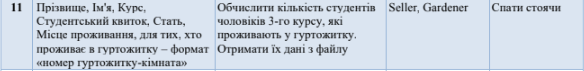 11 Прізвище, Ім'я, Курс, Обчислити кількість студентів Seller, Gardener Спати стоячи
Студентський квиток, Стать, чоловіків 3-го курсу, які
Місце проживання, для тих, хто проживають у гуртожитку.
проживає в гуртожитку – формат Отримати їх дані з файлу
«номер гуртожитку-кімната»